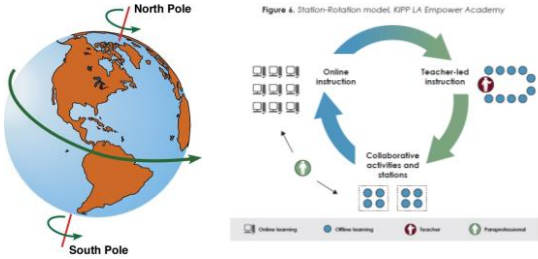 North Pole
South Pole
Figure 6. Station-Rotation model, KIPP LA Empower Academy
Online
instruction
Teacher-led
instruction
Collaborative
activities and
stations
Online learning
Offline learning
Teacher
Paraprofessional